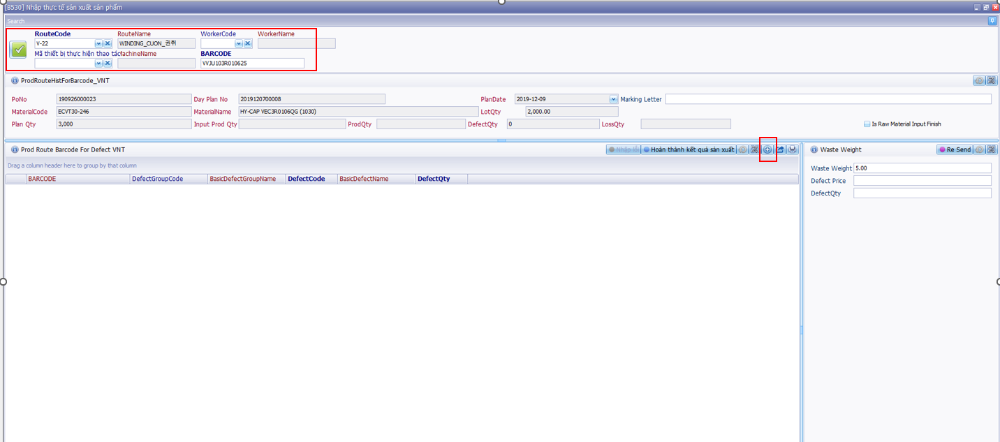 [B530] Nhập thực tế sản xuất sản phẩm
Search
RouteCode RouteName WorkerCode WorkerName
V-22 WINDING_CUON_권취
Mã thiết bị thực hiện thao tác MachineName BARCODE
VVJU103R010625
ProdRouteHistForBarcode_VNT
PoNo 190926000023 Day Plan No 2019120700008 PlanDate 2019-12-09 Marking Letter
MaterialCode ECVT30-246 MaterialName HY-CAP VEC3R0106QG (1030) LotQty 2,000.00
Plan Qty 3,000 Input Prod Qty ProdQty DefectQty 0 LossQty Is Raw Material Input Finish
Prod Route Barcode For Defect VNT Nhập lỗi Hoàn thành kết quả sản xuất Waste Weight Re Send
Drag a column header here to group by that column
BARCODE DefectGroupCode BasicDefectGroupName DefectCode BasicDefectName DefectQty
Waste Weight 5.00
Defect Price
DefectQty